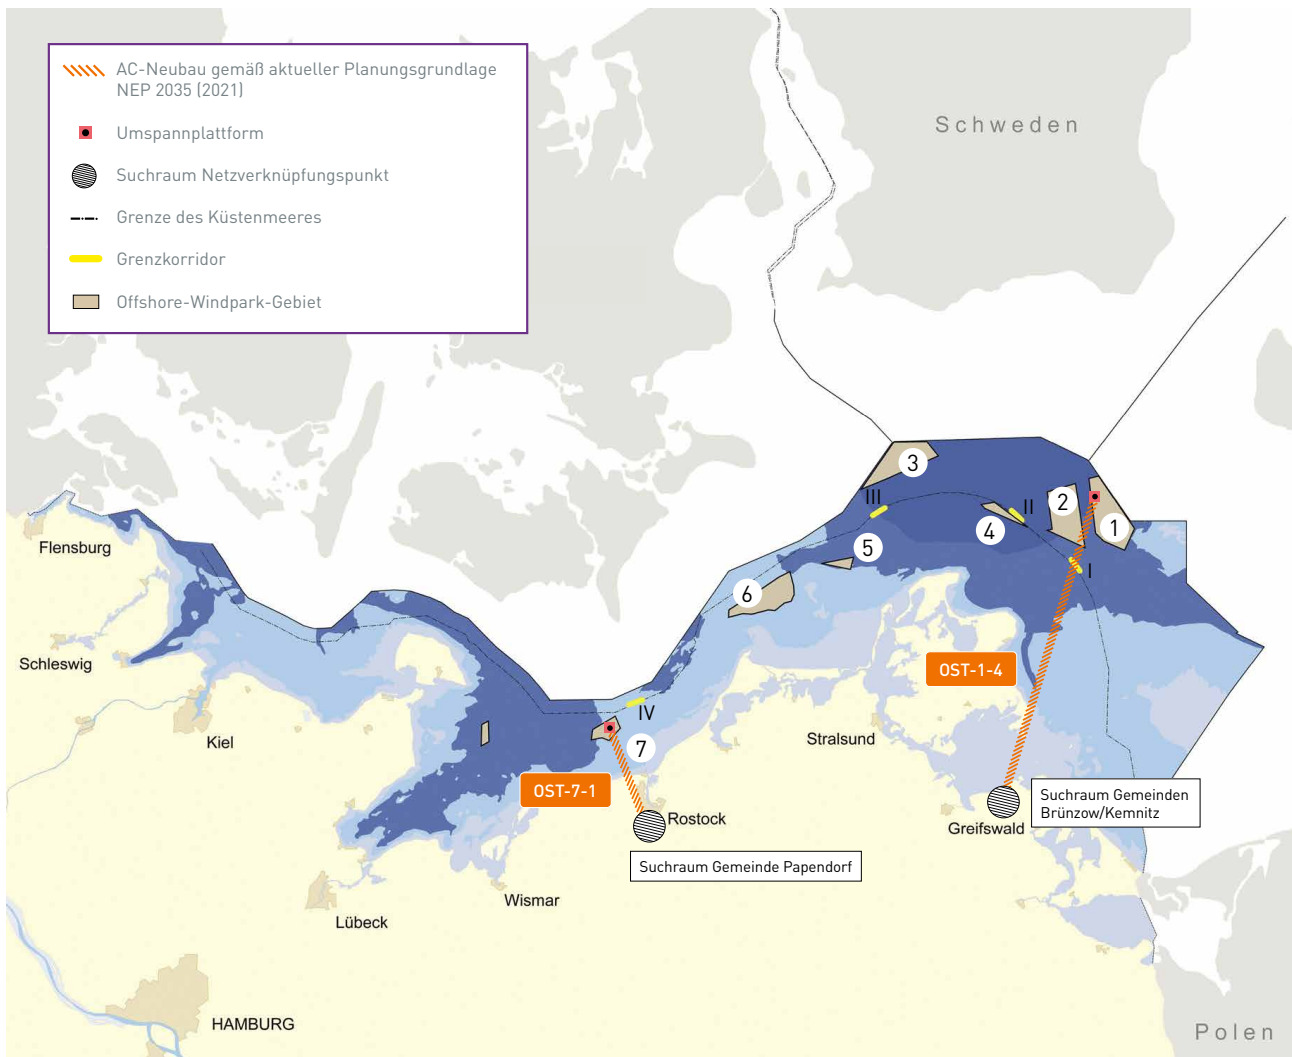 AC-Neubau gemäß aktueller Planungsgrundlage
NEP 2035 (2021)
Umspannplattform
Suchraum Netzverknüpfungspunkt
Grenze des Küstenmeeres
Grenzkorridor
Offshore-Windpark-Gebiet
Schweden
3
III
2
II
1
4
5
I
6
Flensburg
Schleswig
OST-1-4
IV
Kiel
7
Stralsund
OST-7-1
Rostock
Suchraum Gemeinden
Brünzow/Kemnitz
Greifswald
Suchraum Gemeinde Papendorf
Wismar
Lübeck
HAMBURG
Polen